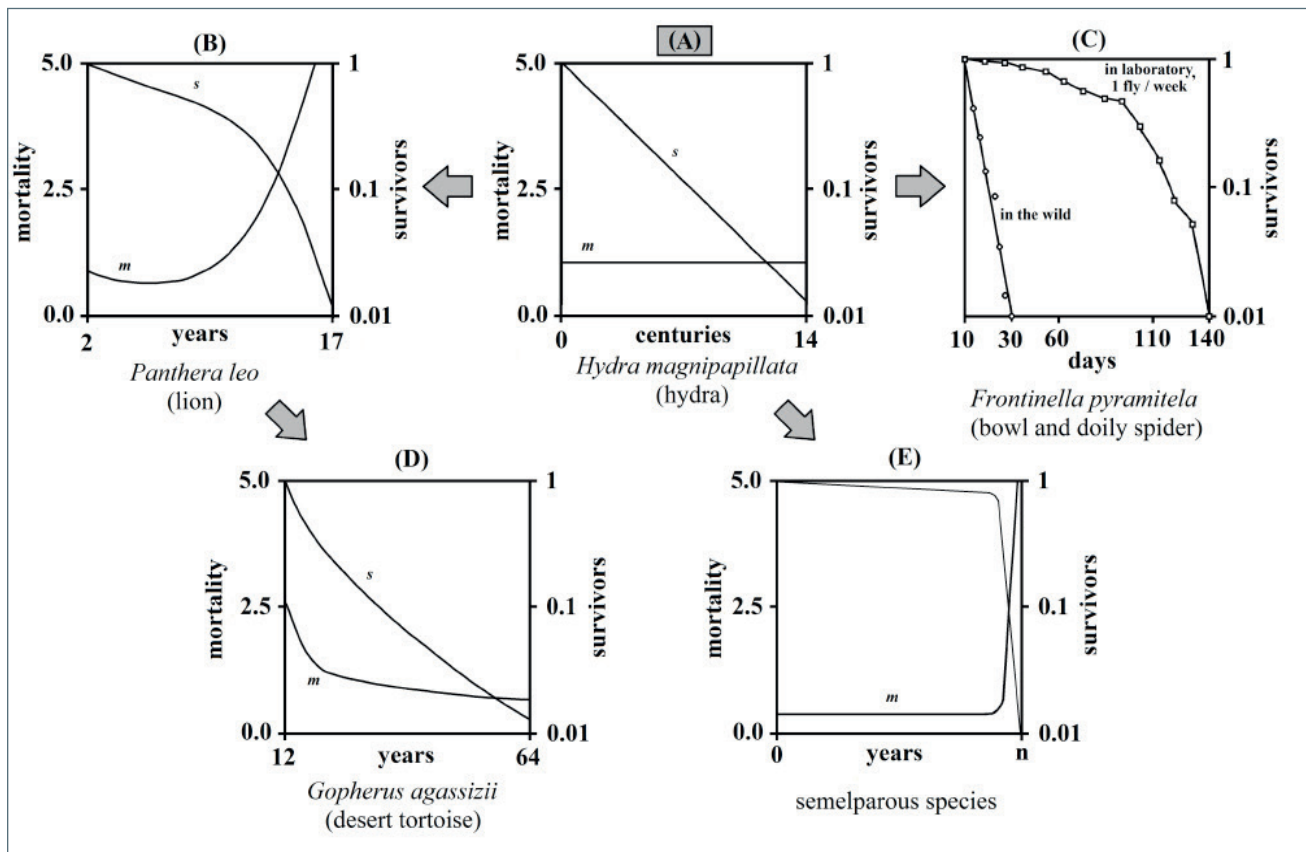 (B)
5.0
1
s
mortality
2.5
0.1
survivors
m
0.0
0.01
2
years
17
Panthera leo
(lion)
(A)
5.0
1
s
mortality
2.5
0.1
survivors
m
0.0
0.01
0
centuries
14
Hydra magnipapillata
(hydra)
(C)
1
in laboratory,
1 fly / week
0.1
survivors
in the wild
0.01
10
30
60
110
140
days
Frontinella pyramitela
(bowl and doily spider)
(D)
5.0
1
s
mortality
2.5
0.1
survivors
m
0.0
0.01
12
years
64
Gopherus agassizii
(desert tortoise)
(E)
5.0
1
mortality
2.5
0.1
survivors
m
0.0
0.01
0
years
n
semelparous species